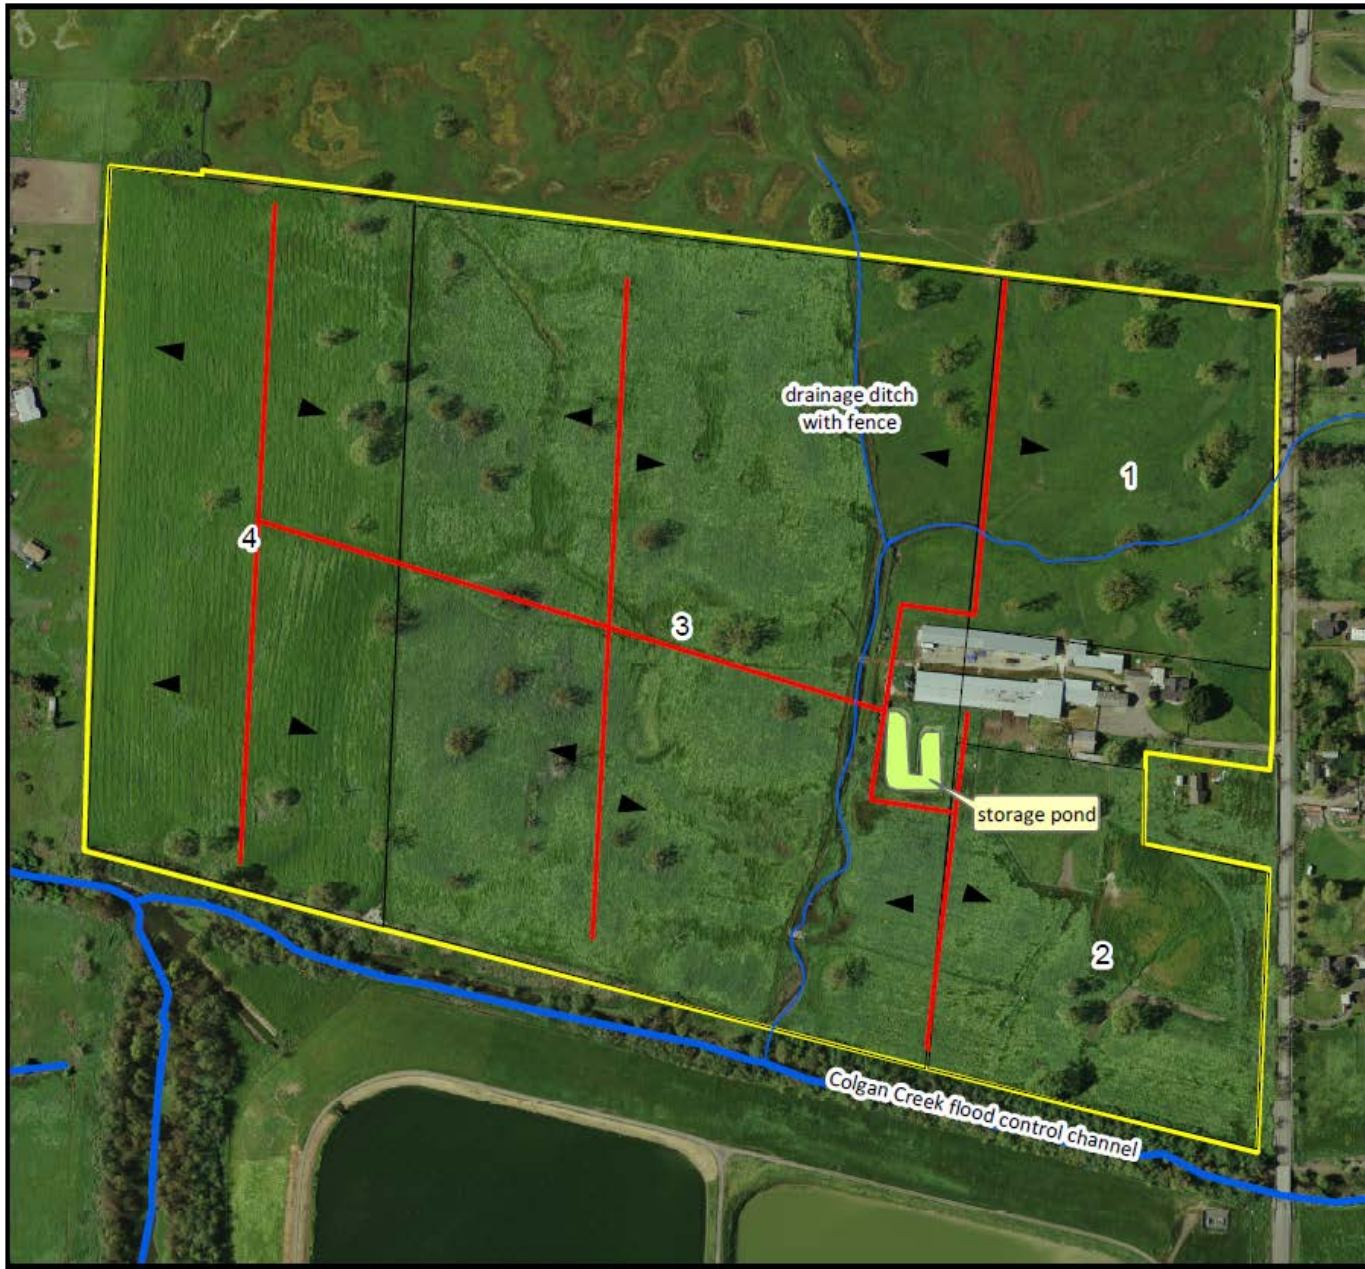 drainage ditch
with fence
1
4
3
storage pond
2
Colgan Creek flood control channel